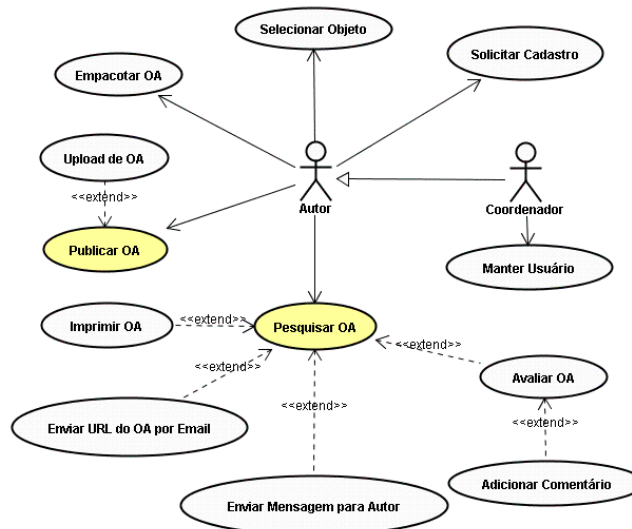 Selecionar Objeto
Solicitar Cadastro
Empacotar OA
Upload de OA
<<extend>>
Autor
Coordenador
Publicar OA
Manter Usuário
Imprimir OA
<<extend>>
Pesquisar OA
<<extend>>
<<extend>>
Avaliar OA
<<extend>>
<<extend>>
Enviar URL do OA por Email
Adicionar Comentário
Enviar Mensagem para Autor